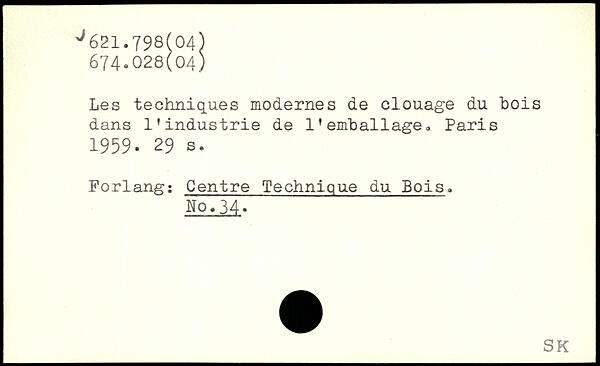 621.798(04)
674.028(04)
Les techniques modernes de clouage du bois
dans l'industrie de l'emballage. Paris
1959. 29 s.
Forlang: Centre Technique du Bois.
No.34.
SK